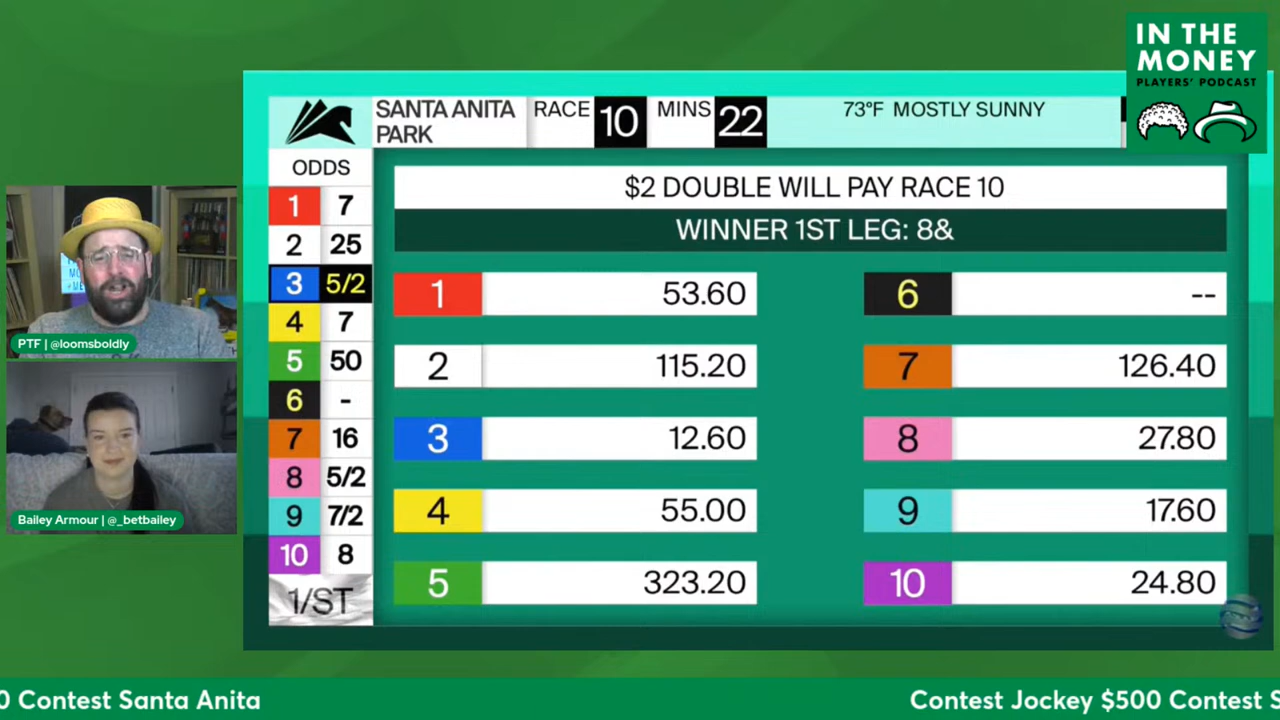 IN THE
MONEY
PLAYERS' PODCAST
SANTA ANITA
PARK
RACE 10
MINS 22
73°F MOSTLY SUNNY
ODDS
1 7
2 25
3 5/2
4 7
5 50
6 -
7 16
8 5/2
9 7/2
10 8
1/ST
$2 DOUBLE WILL PAY RACE 10
WINNER 1ST LEG: 8&
1 53.60
2 115.20
3 12.60
4 55.00
5 323.20
6 --
7 126.40
8 27.80
9 17.60
10 24.80
PTF | @loomsboldly
Bailey Armour | @_betbailey
0 Contest Santa Anita
Contest Jockey $500 Contest S